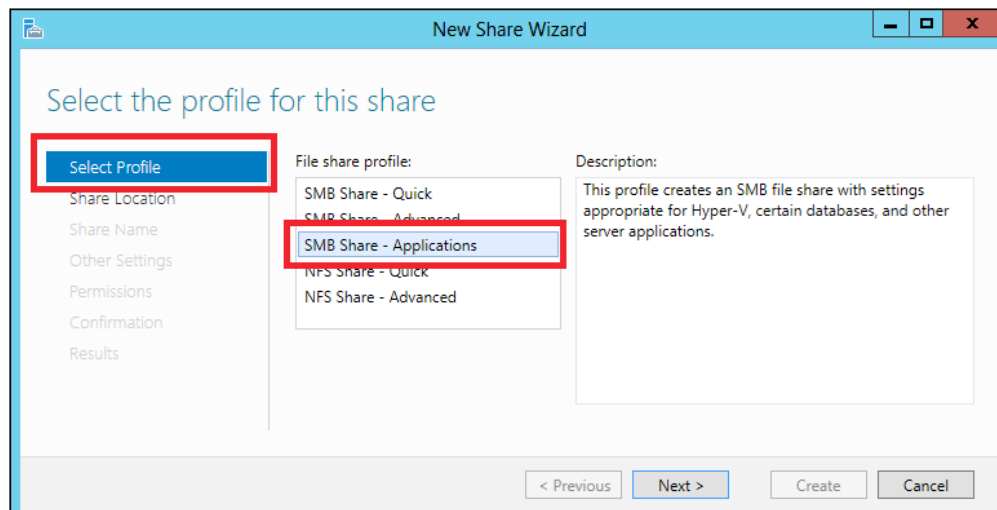 New Share Wizard
Select the profile for this share
Select Profile
Share Location
Share Name
Other Settings
Permissions
Confirmation
Results
File share profile:
SMB Share - Quick
SMB Share - Advanced
SMB Share - Applications
NFS Share - Quick
NFS Share - Advanced
Description:
This profile creates an SMB file share with settings
appropriate for Hyper-V, certain databases, and other
server applications.
< Previous
Next >
Create
Cancel